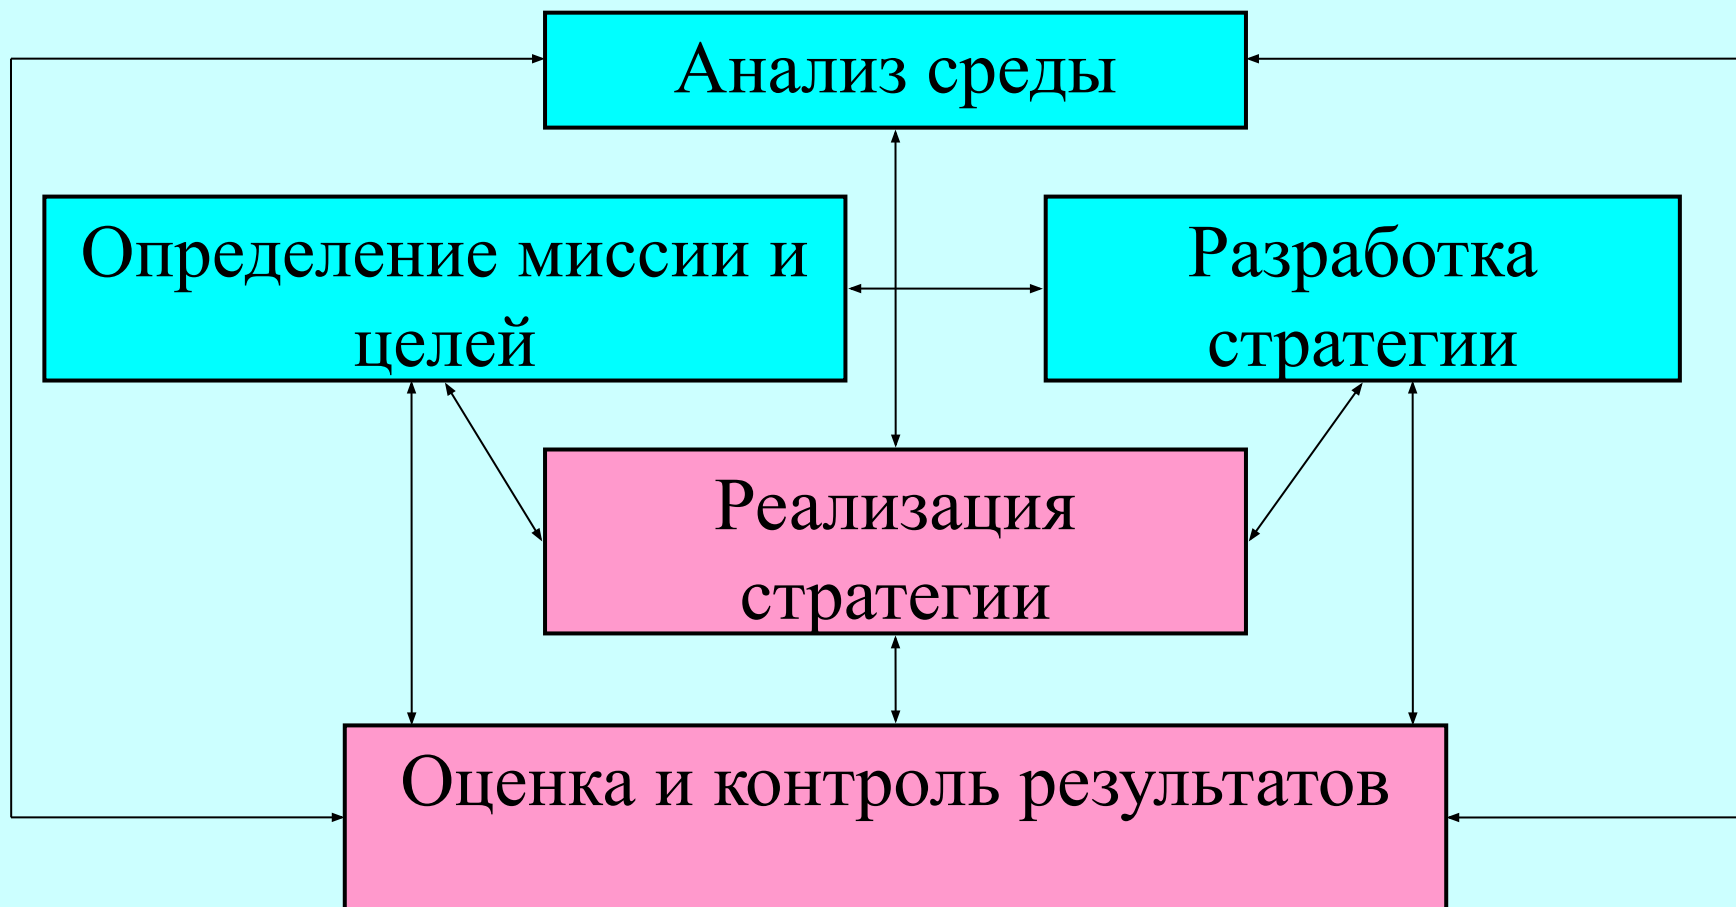 Анализ среды
Определение миссии и
целей
Разработка
стратегии
Реализация
стратегии
Оценка и контроль результатов